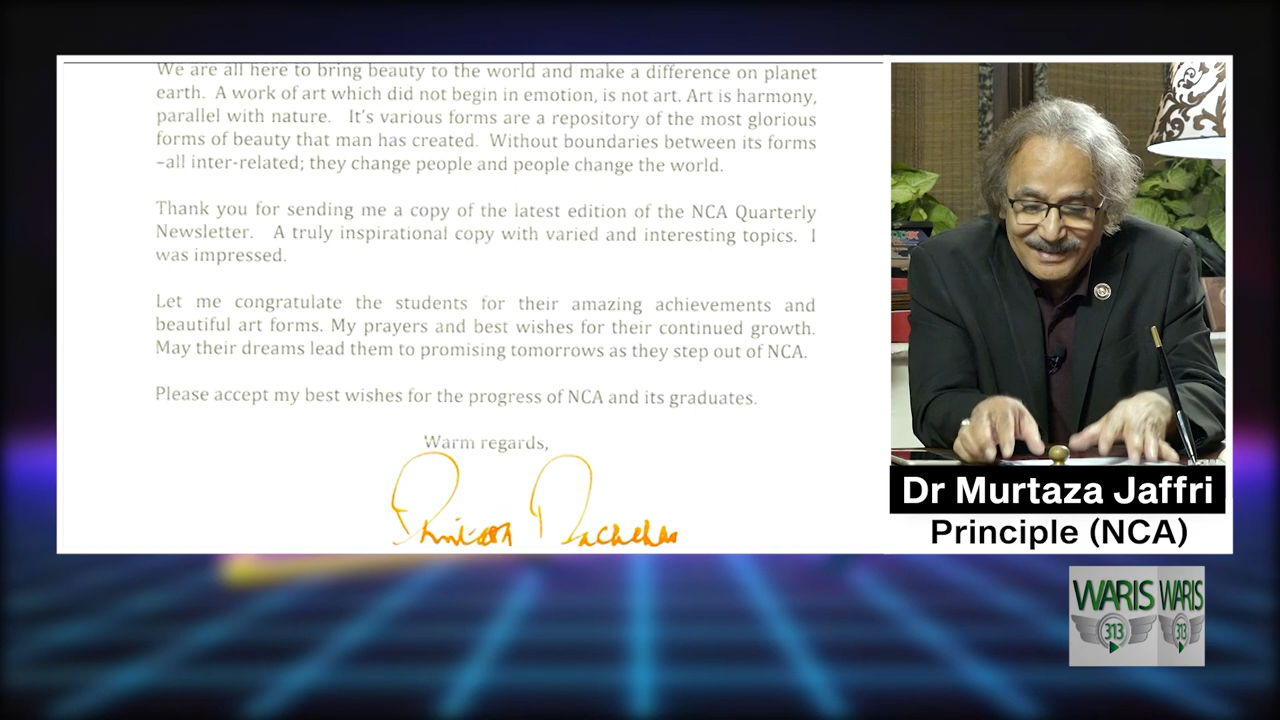 We are all here to bring beauty to the world and make a difference on planet
earth. A work of art which did not begin in emotion, is not art. Art is harmony,
parallel with nature. It's various forms are a repository of the most glorious
forms of beauty that man has created. Without boundaries between its forms
–all inter-related; they change people and people change the world.
Thank you for sending me a copy of the latest edition of the NCA Quarterly
Newsletter. A truly inspirational copy with varied and interesting topics. I
was impressed.
Let me congratulate the students for their amazing achievements and
beautiful art forms. My prayers and best wishes for their continued growth.
May their dreams lead them to promising tomorrows as they step out of NCA.
Please accept my best wishes for the progress of NCA and its graduates.
Warm regards,
Dr Murtaza Jaffri
Principle (NCA)
WARIS WARIS
313 313